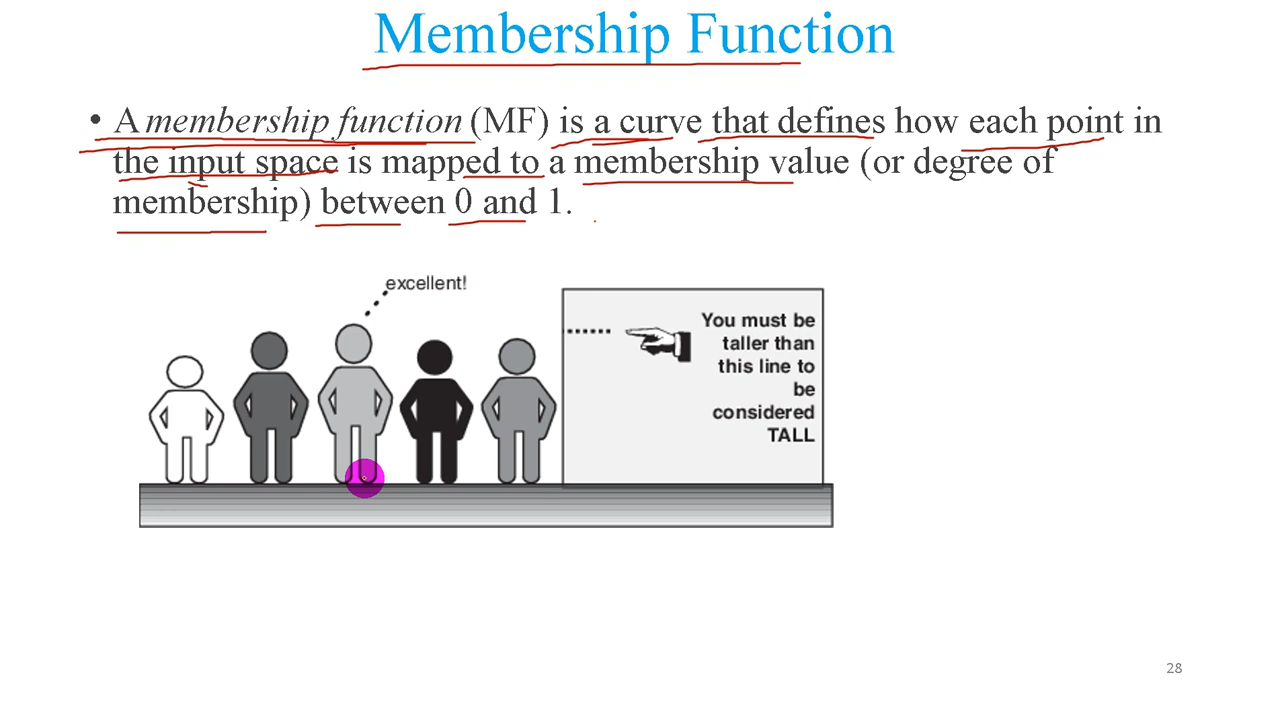 Membership Function
• A membership function (MF) is a curve that defines how each point in
the input space is mapped to a membership value (or degree of
membership) between 0 and 1.
excellent!
You must be
taller than
this line to
be
considered
TALL
28